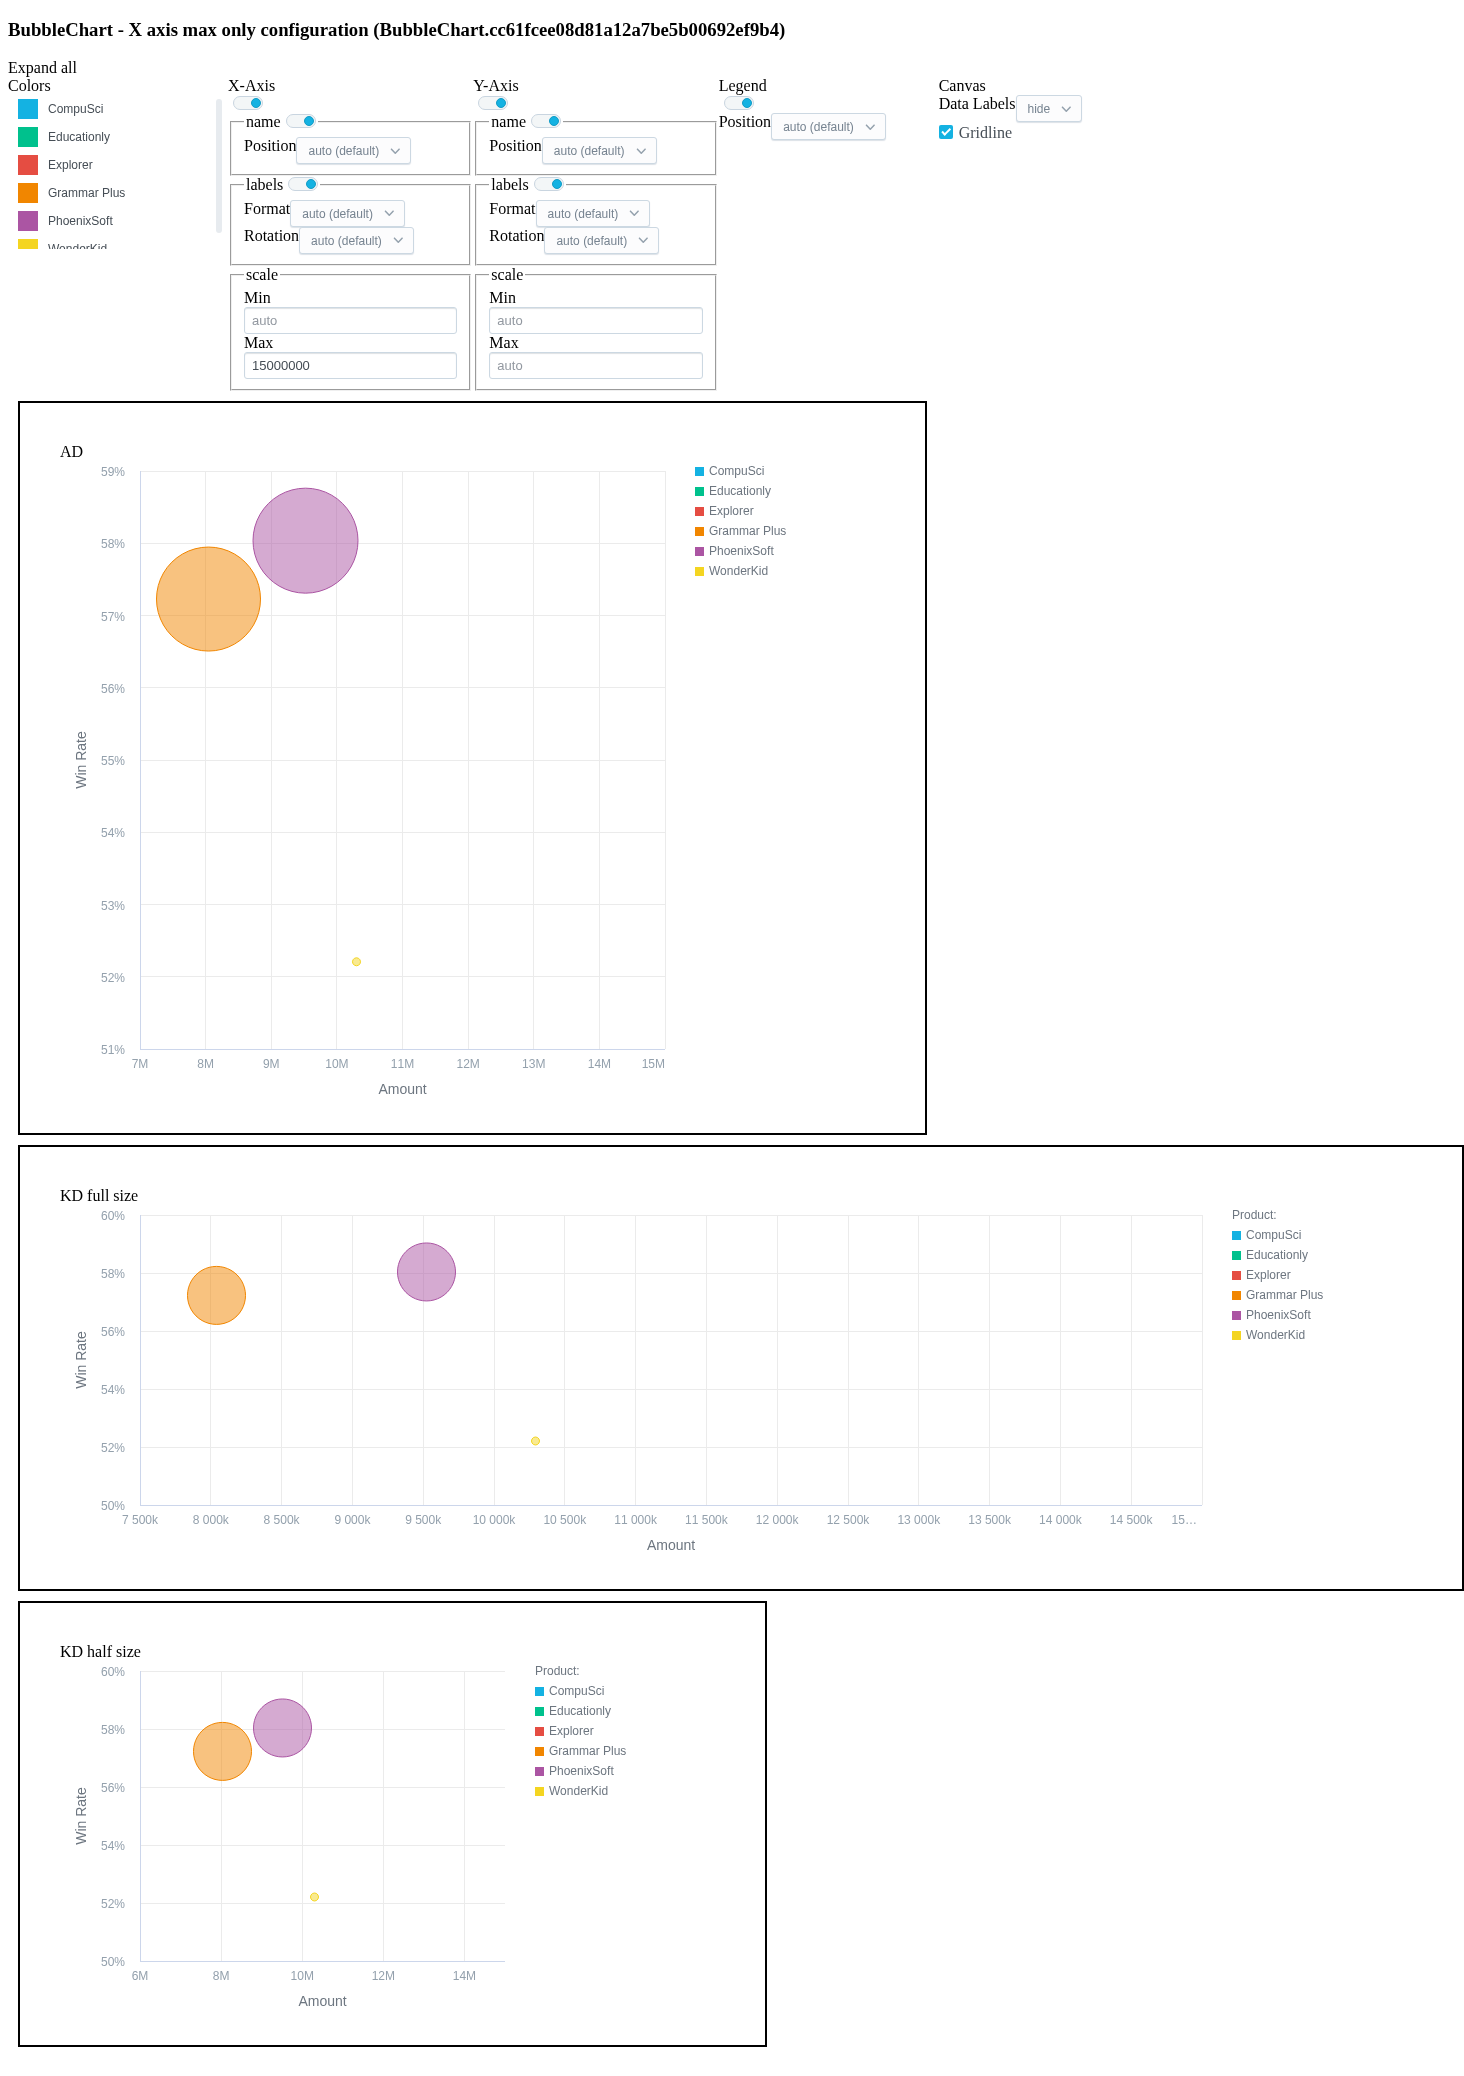 BubbleChart - X axis max only configuration (BubbleChart.cc61fcee08d81a12a7be5b00692ef9b4)
Expand all
Colors
CompuSci
Educationly
Explorer
Grammar Plus
PhoenixSoft
WonderKid
X-Axis
name
Position auto (default)
labels
Format auto (default)
Rotation auto (default)
scale
Min
auto
Max
15000000
Y-Axis
name
Position auto (default)
labels
Format auto (default)
Rotation auto (default)
scale
Min
auto
Max
auto
Legend
Position auto (default)
Canvas
Data Labels hide
Gridline
AD
59%
58%
57%
56%
55%
54%
53%
52%
51%
Win Rate
7M 8M 9M 10M 11M 12M 13M 14M 15M
Amount
CompuSci
Educationly
Explorer
Grammar Plus
PhoenixSoft
WonderKid
KD full size
60%
58%
56%
54%
52%
50%
Win Rate
7 500k 8 000k 8 500k 9 000k 9 500k 10 000k 10 500k 11 000k 11 500k 12 000k 12 500k 13 000k 13 500k 14 000k 14 500k 15…
Amount
Product:
CompuSci
Educationly
Explorer
Grammar Plus
PhoenixSoft
WonderKid
KD half size
60%
58%
56%
54%
52%
50%
Win Rate
6M 8M 10M 12M 14M
Amount
Product:
CompuSci
Educationly
Explorer
Grammar Plus
PhoenixSoft
WonderKid